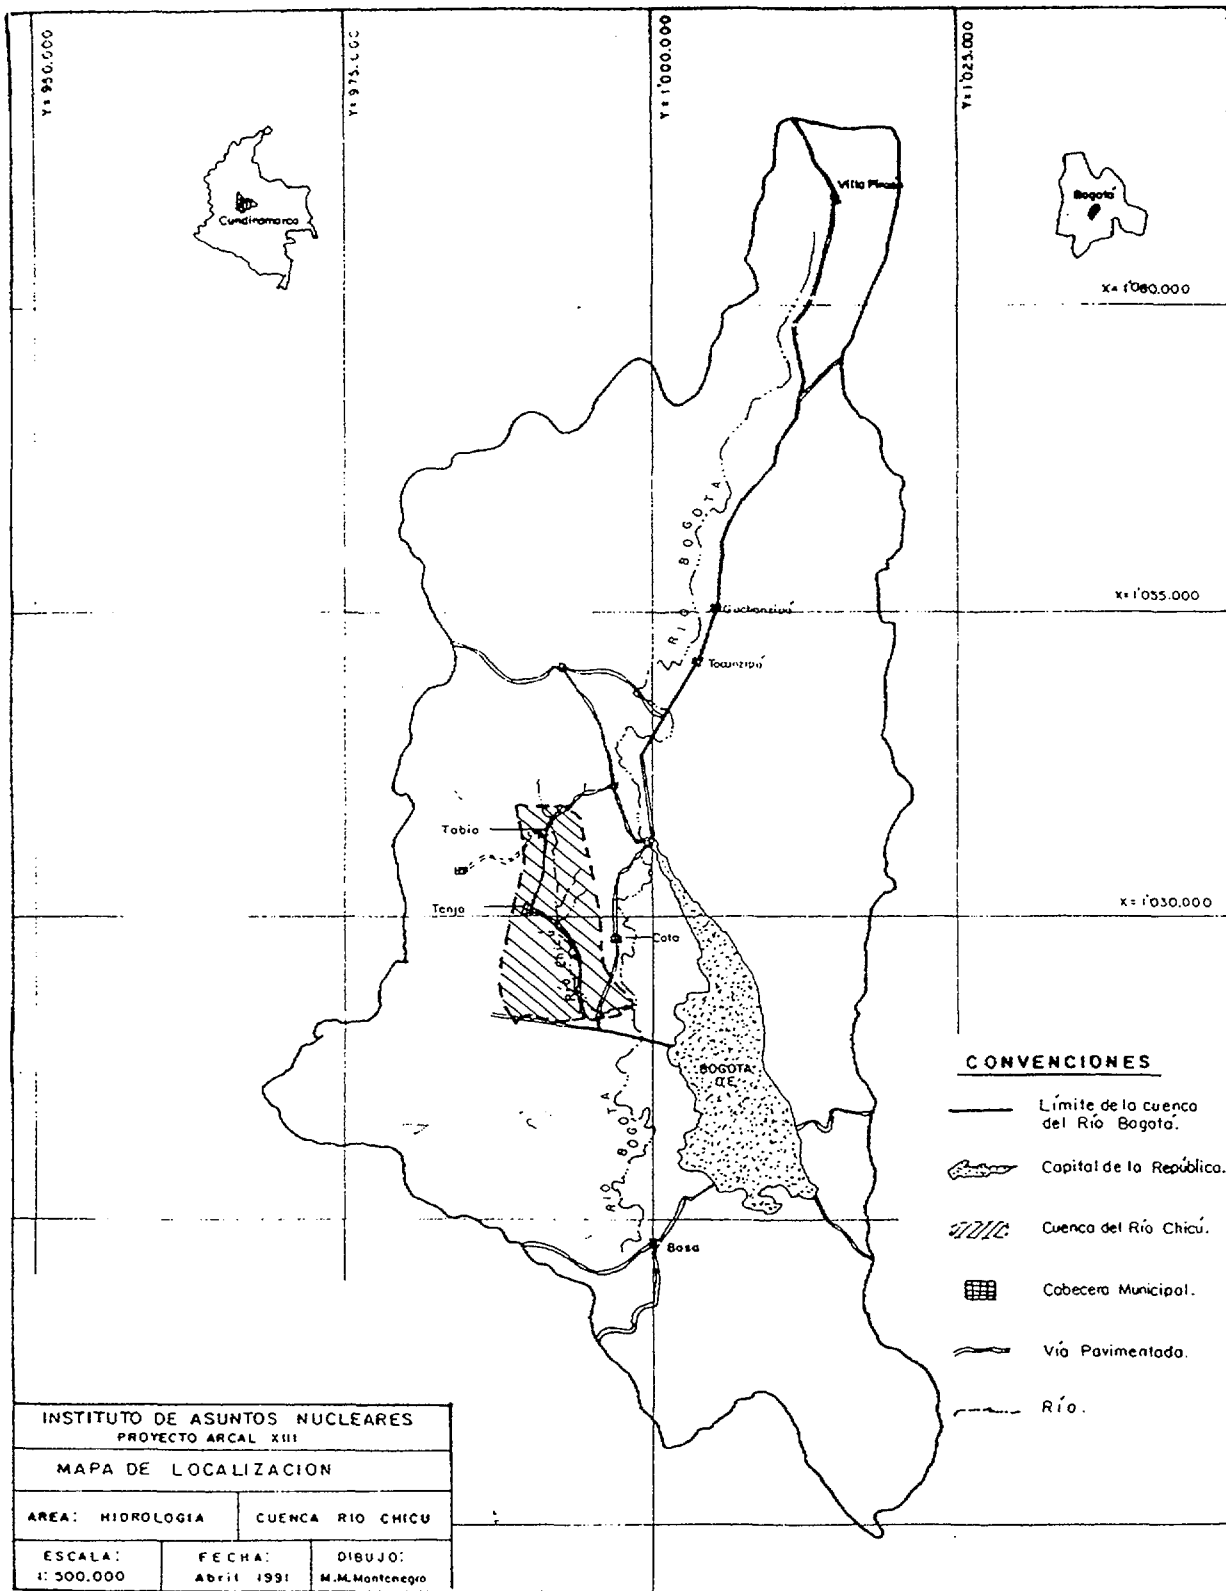 Y= 950.000
Y= 975.000
Y= 1'000.000
Y= 1'025.000
Cundinamarca
Villa Pinzón
Bogotá
X= 1'080.000
RIO BOGOTA
X= 1'055.000
Gachancipá
Tocancipá
Tabio
Tenjo
X= 1'030.000
Cota
Río Chicú
BOGOTA
D.E.
RIO BOGOTA
Bosa
CONVENCIONES
Límite de la cuenca
del Río Bogotá.
Capital de la República.
Cuenca del Río Chicú.
Cabecera Municipal.
Vía Pavimentada.
Río.
INSTITUTO DE ASUNTOS NUCLEARES
PROYECTO ARCAL XIII
MAPA DE LOCALIZACION
AREA: HIDROLOGIA
CUENCA RIO CHICU
ESCALA:
1: 500.000
FECHA:
Abril 1991
DIBUJO:
M.M.Montenegro